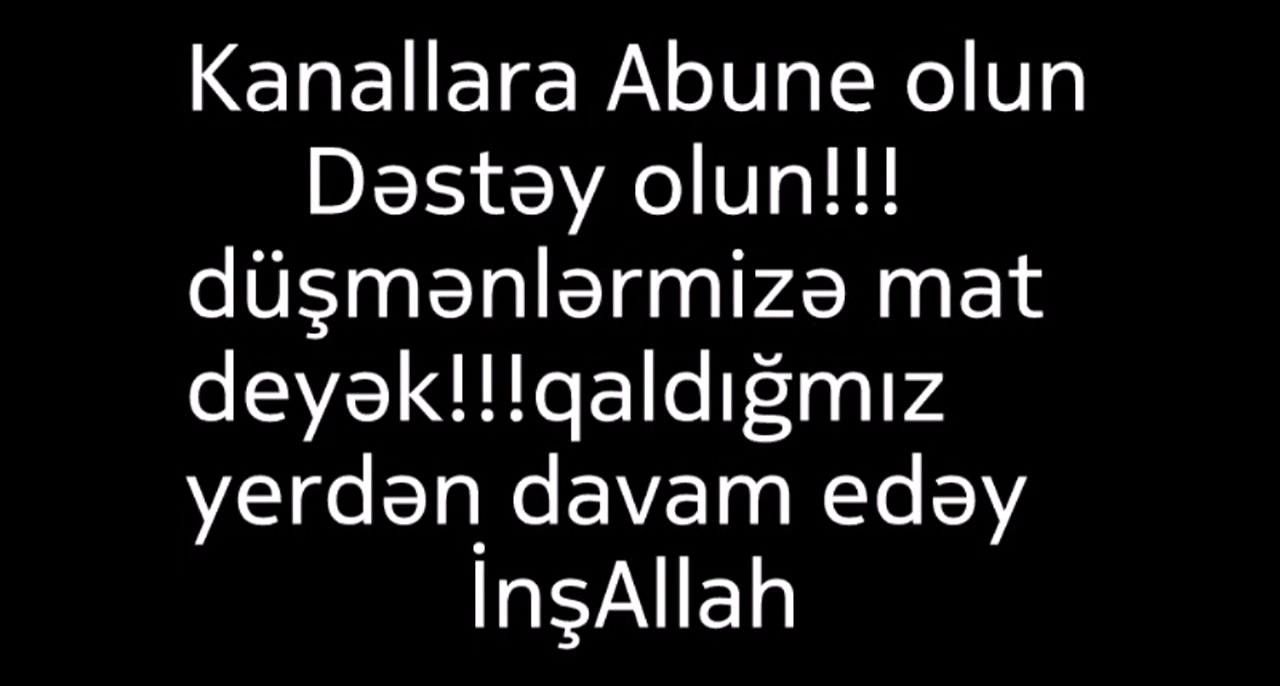 Kanallara Abune olun
Dəstəy olun!!!
düşmənlərmizə mat
deyək!!!qaldığmız
yerdən davam edəy
İnşAllah